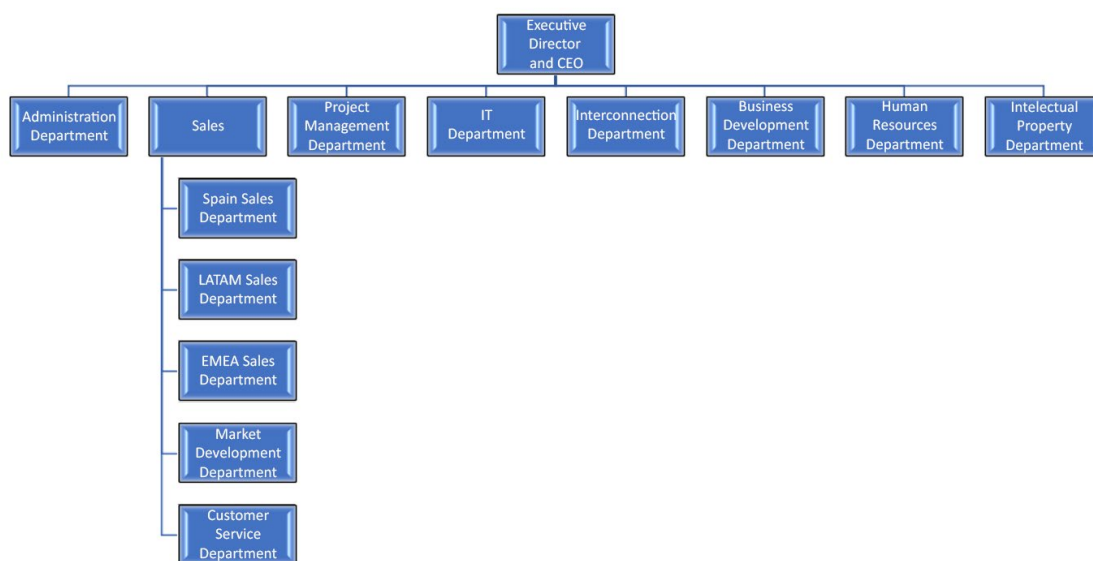 Executive
Director
and CEO
Administration
Department
Sales
Project
Management
Department
IT
Department
Interconnection
Department
Business
Development
Department
Human
Resources
Department
Intelectual
Property
Department
Spain Sales
Department
LATAM Sales
Department
EMEA Sales
Department
Market
Development
Department
Customer
Service
Department